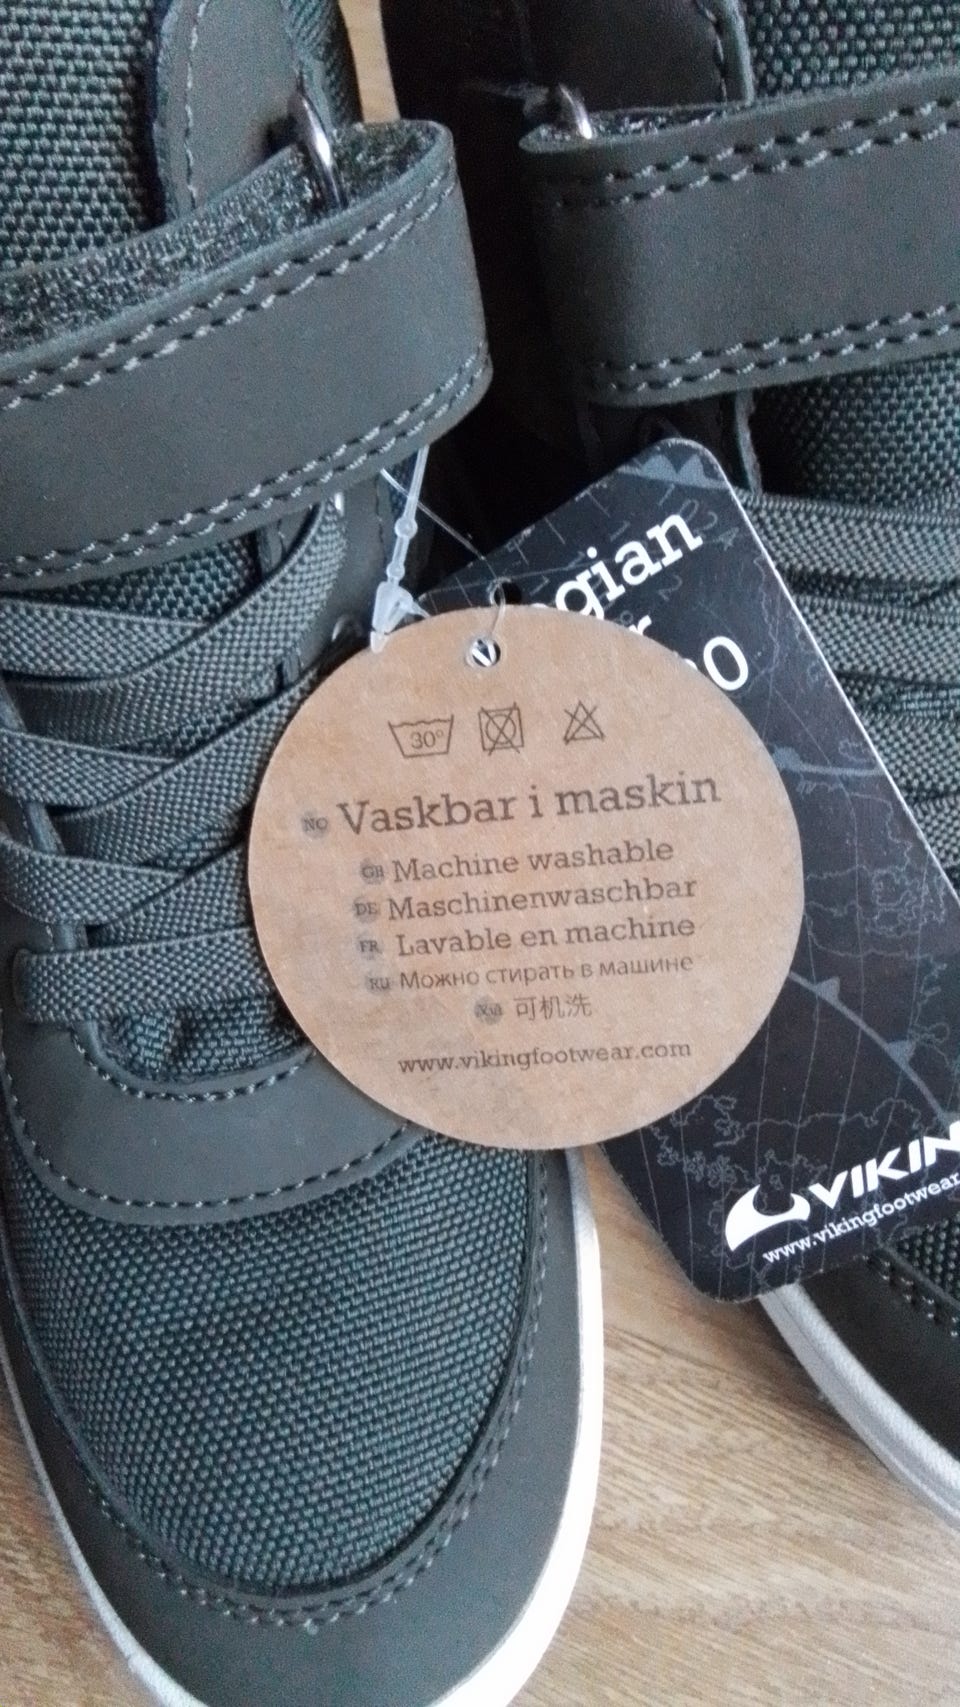 gian
0
30°
NO Vaskbar i maskin
GB Machine washable
DE Maschinenwaschbar
FR Lavable en machine
RU Можно стирать в машине
可机洗
www.vikingfootwear.com
VIKIN
www.vikingfootwear